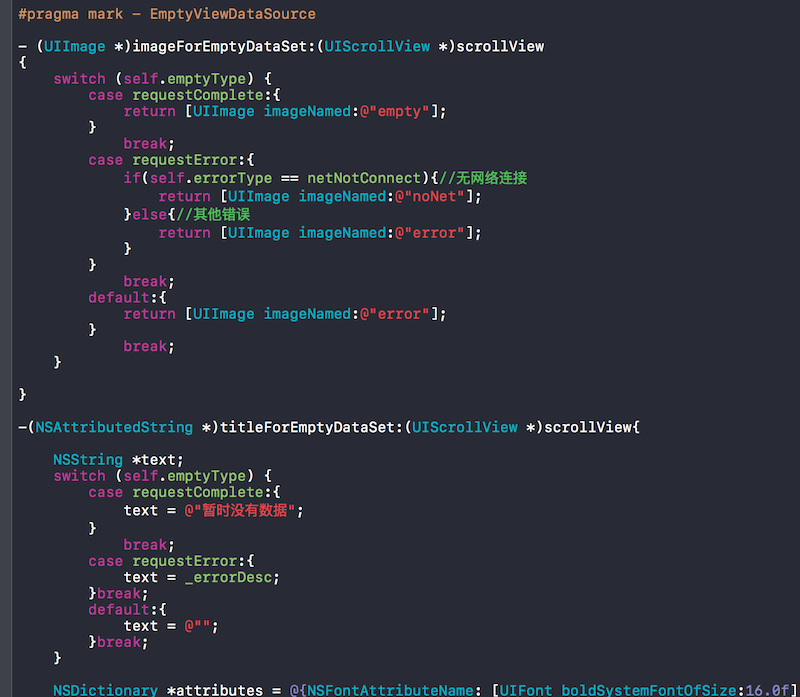 #pragma mark – EmptyViewDataSource
– (UIImage *)imageForEmptyDataSet:(UIScrollView *)scrollView
{
switch (self.emptyType) {
case requestComplete:{
return [UIImage imageNamed:@"empty"];
}
break;
case requestError:{
if(self.errorType == netNotConnect){//无网络连接
return [UIImage imageNamed:@"noNet"];
}else{//其他错误
return [UIImage imageNamed:@"error"];
}
}
break;
default:{
return [UIImage imageNamed:@"error"];
}
break;
}
}
–(NSAttributedString *)titleForEmptyDataSet:(UIScrollView *)scrollView{
NSString *text;
switch (self.emptyType) {
case requestComplete:{
text = @"暂时没有数据";
}
break;
case requestError:{
text = _errorDesc;
}break;
default:{
text = @"";
}break;
}
NSDictionary *attributes = @{NSFontAttributeName: [UIFont boldSystemFontOfSize:16.0f]